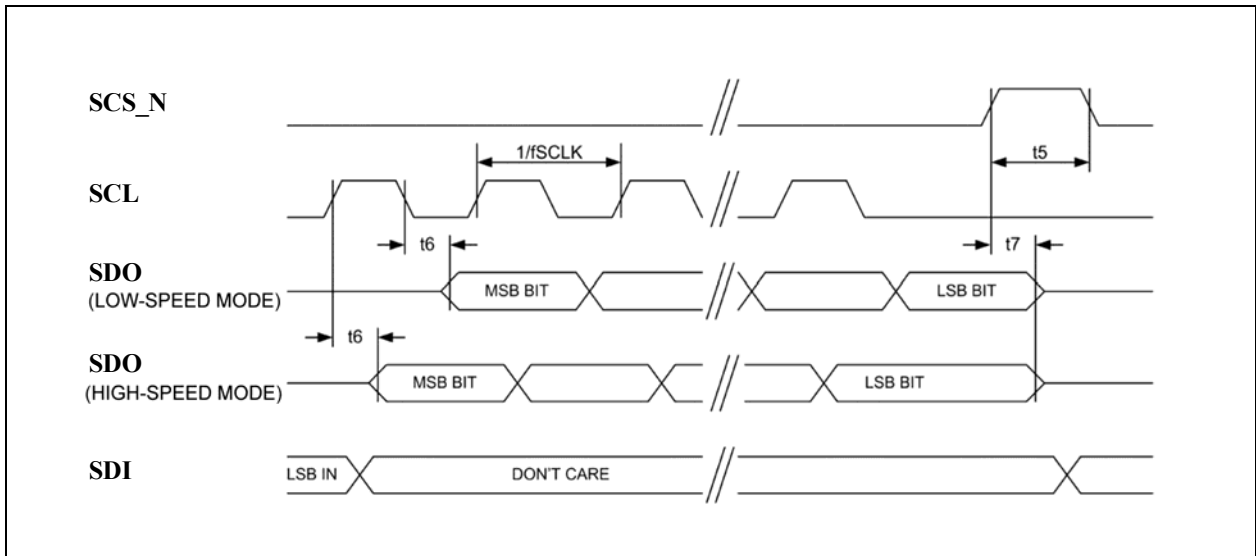 SCS_N
1/fSCLK
t5
SCL
t6
t7
SDO
(LOW-SPEED MODE)
MSB BIT
LSB BIT
t6
SDO
(HIGH-SPEED MODE)
MSB BIT
LSB BIT
SDI
LSB IN
DON'T CARE